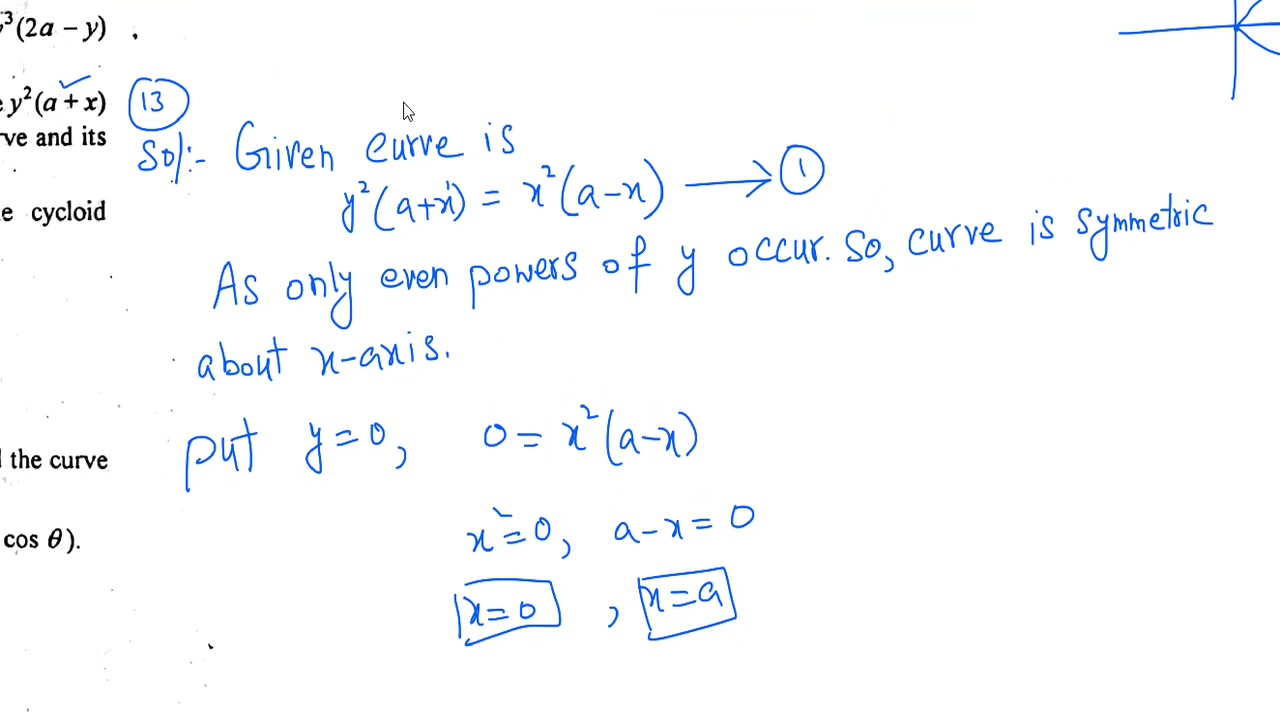 ³(2a – y) .
y²(a + x) 13
ve and its
Sol:- Given curve is
y²(a+x) = x²(a-x) → 1
e cycloid
As only even powers of y occur. So, curve is symmetric
about x-axis.
put y=0, 0 = x²(a-x)
the curve
x²=0, a-x=0
cos θ).
x=0 , x=a